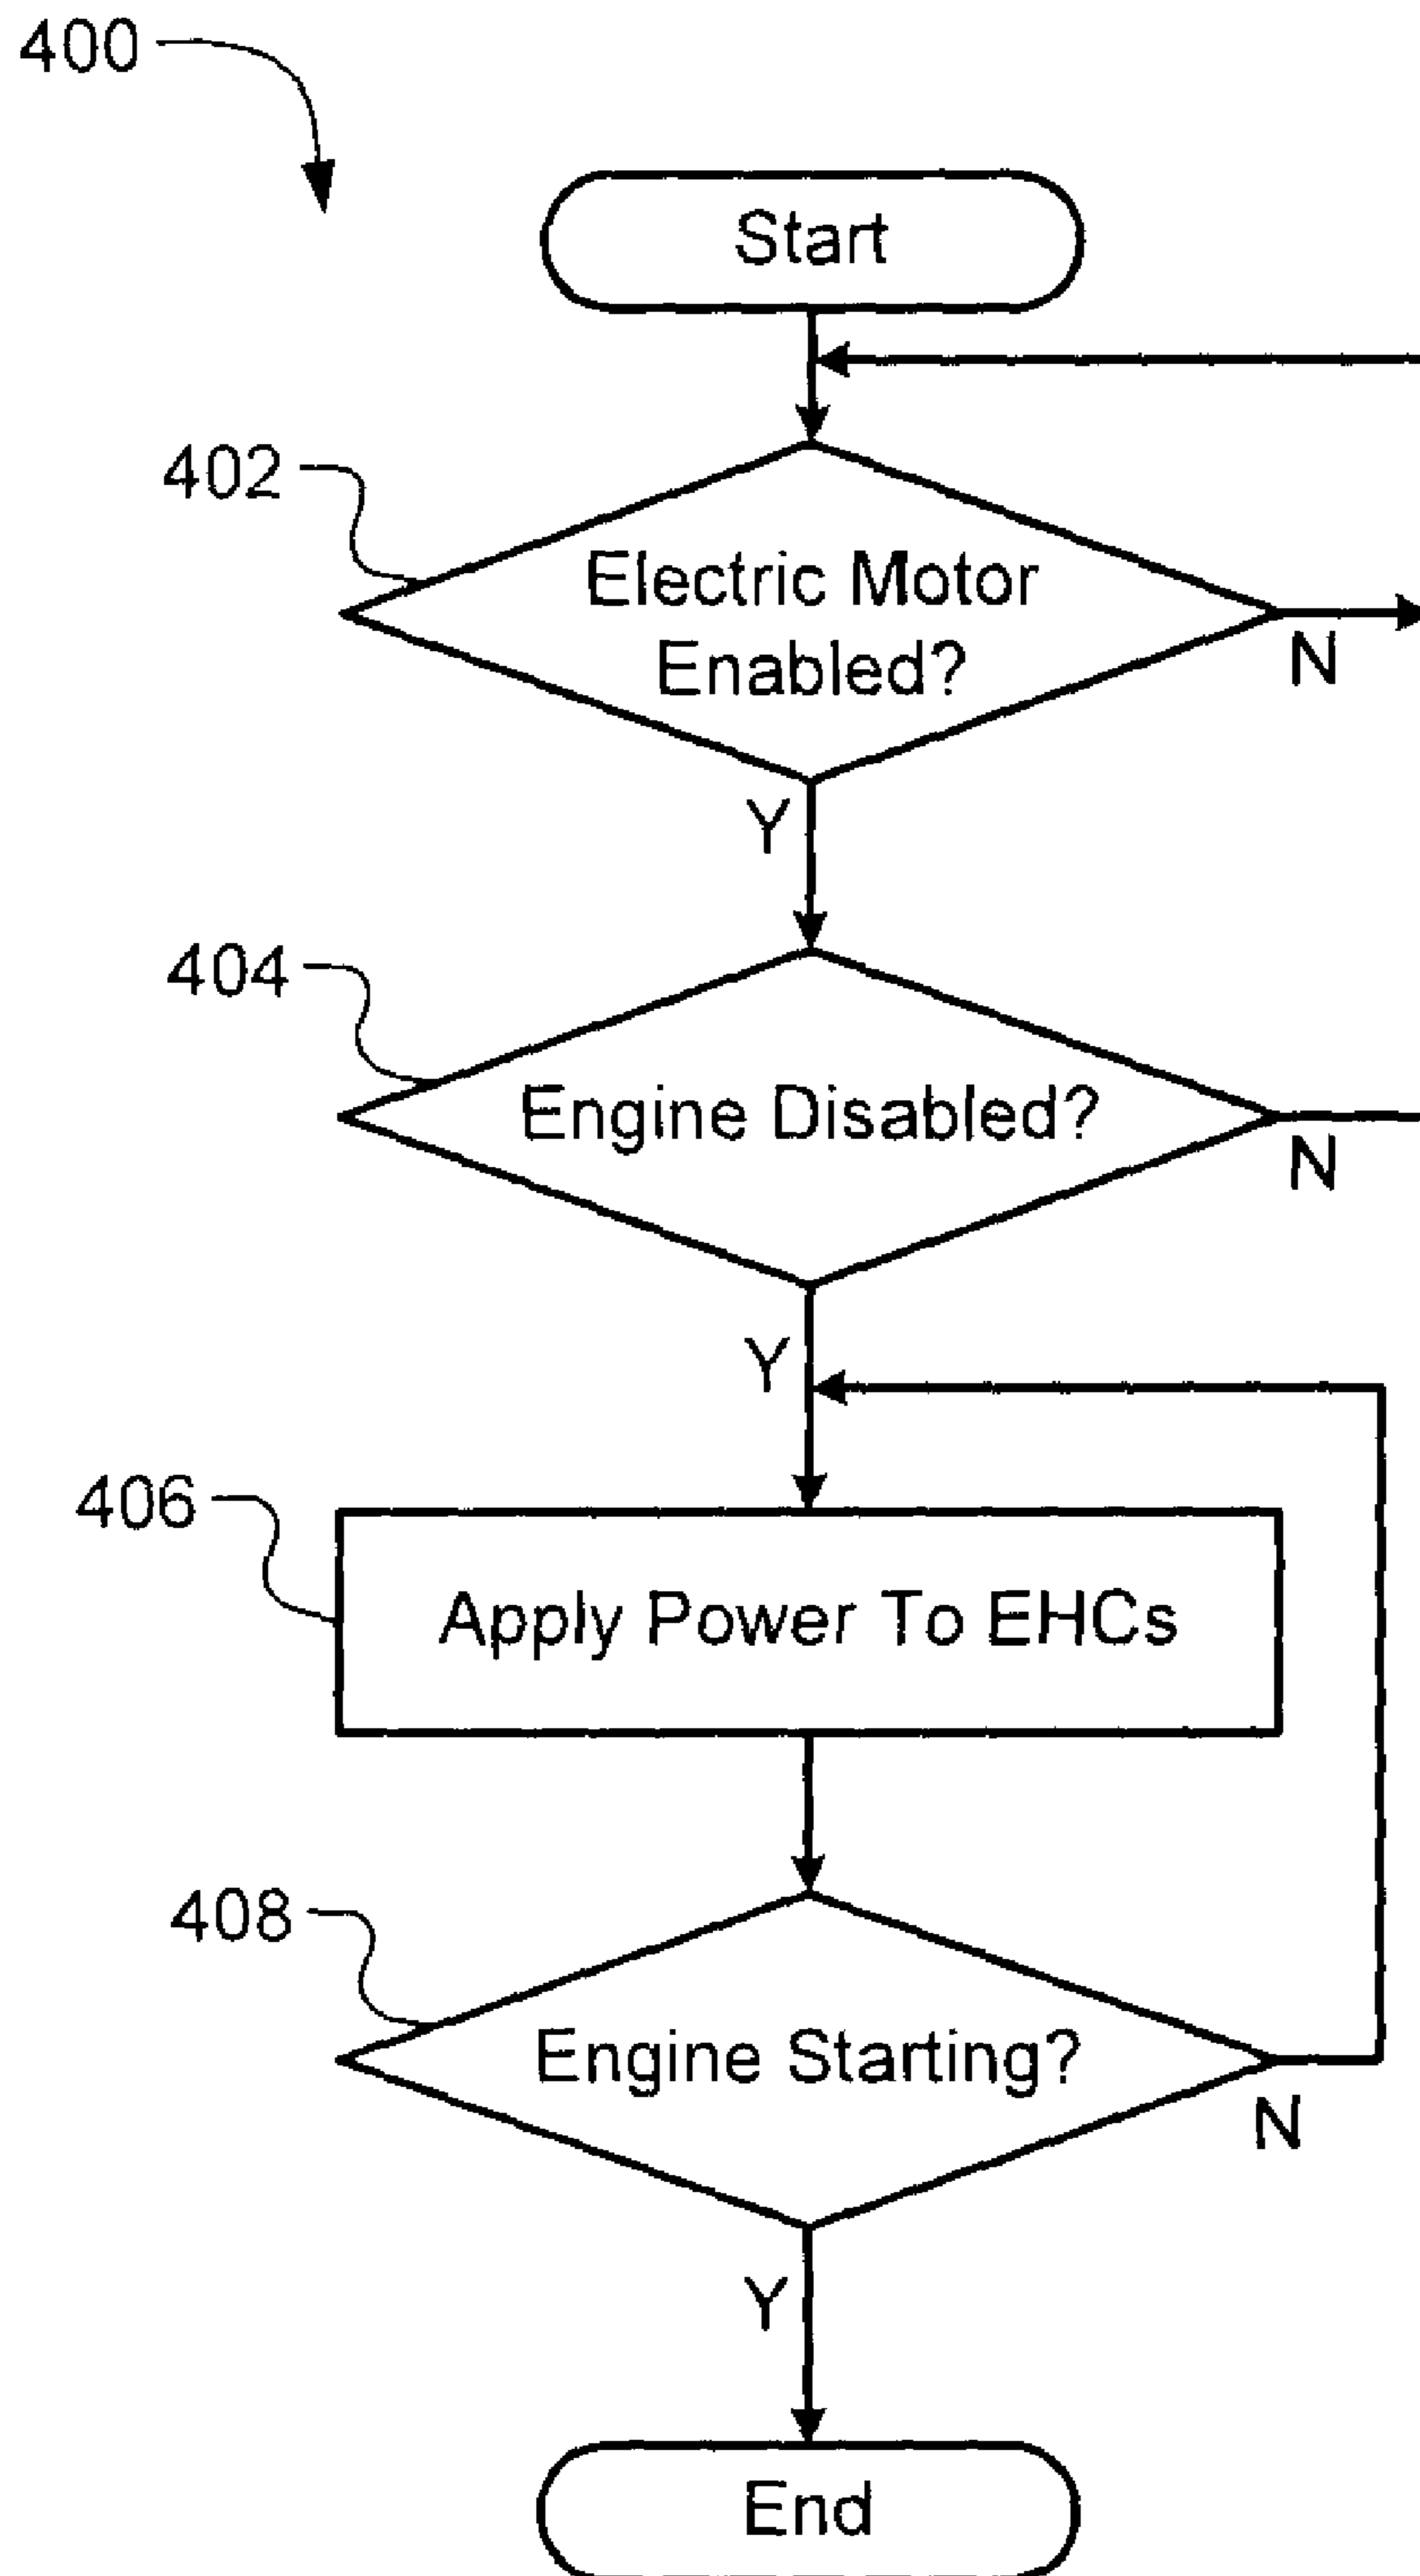 400
Start
402
Electric Motor
Enabled?
N
Y
404
Engine Disabled?
N
Y
406
Apply Power To EHCs
408
Engine Starting?
N
Y
End